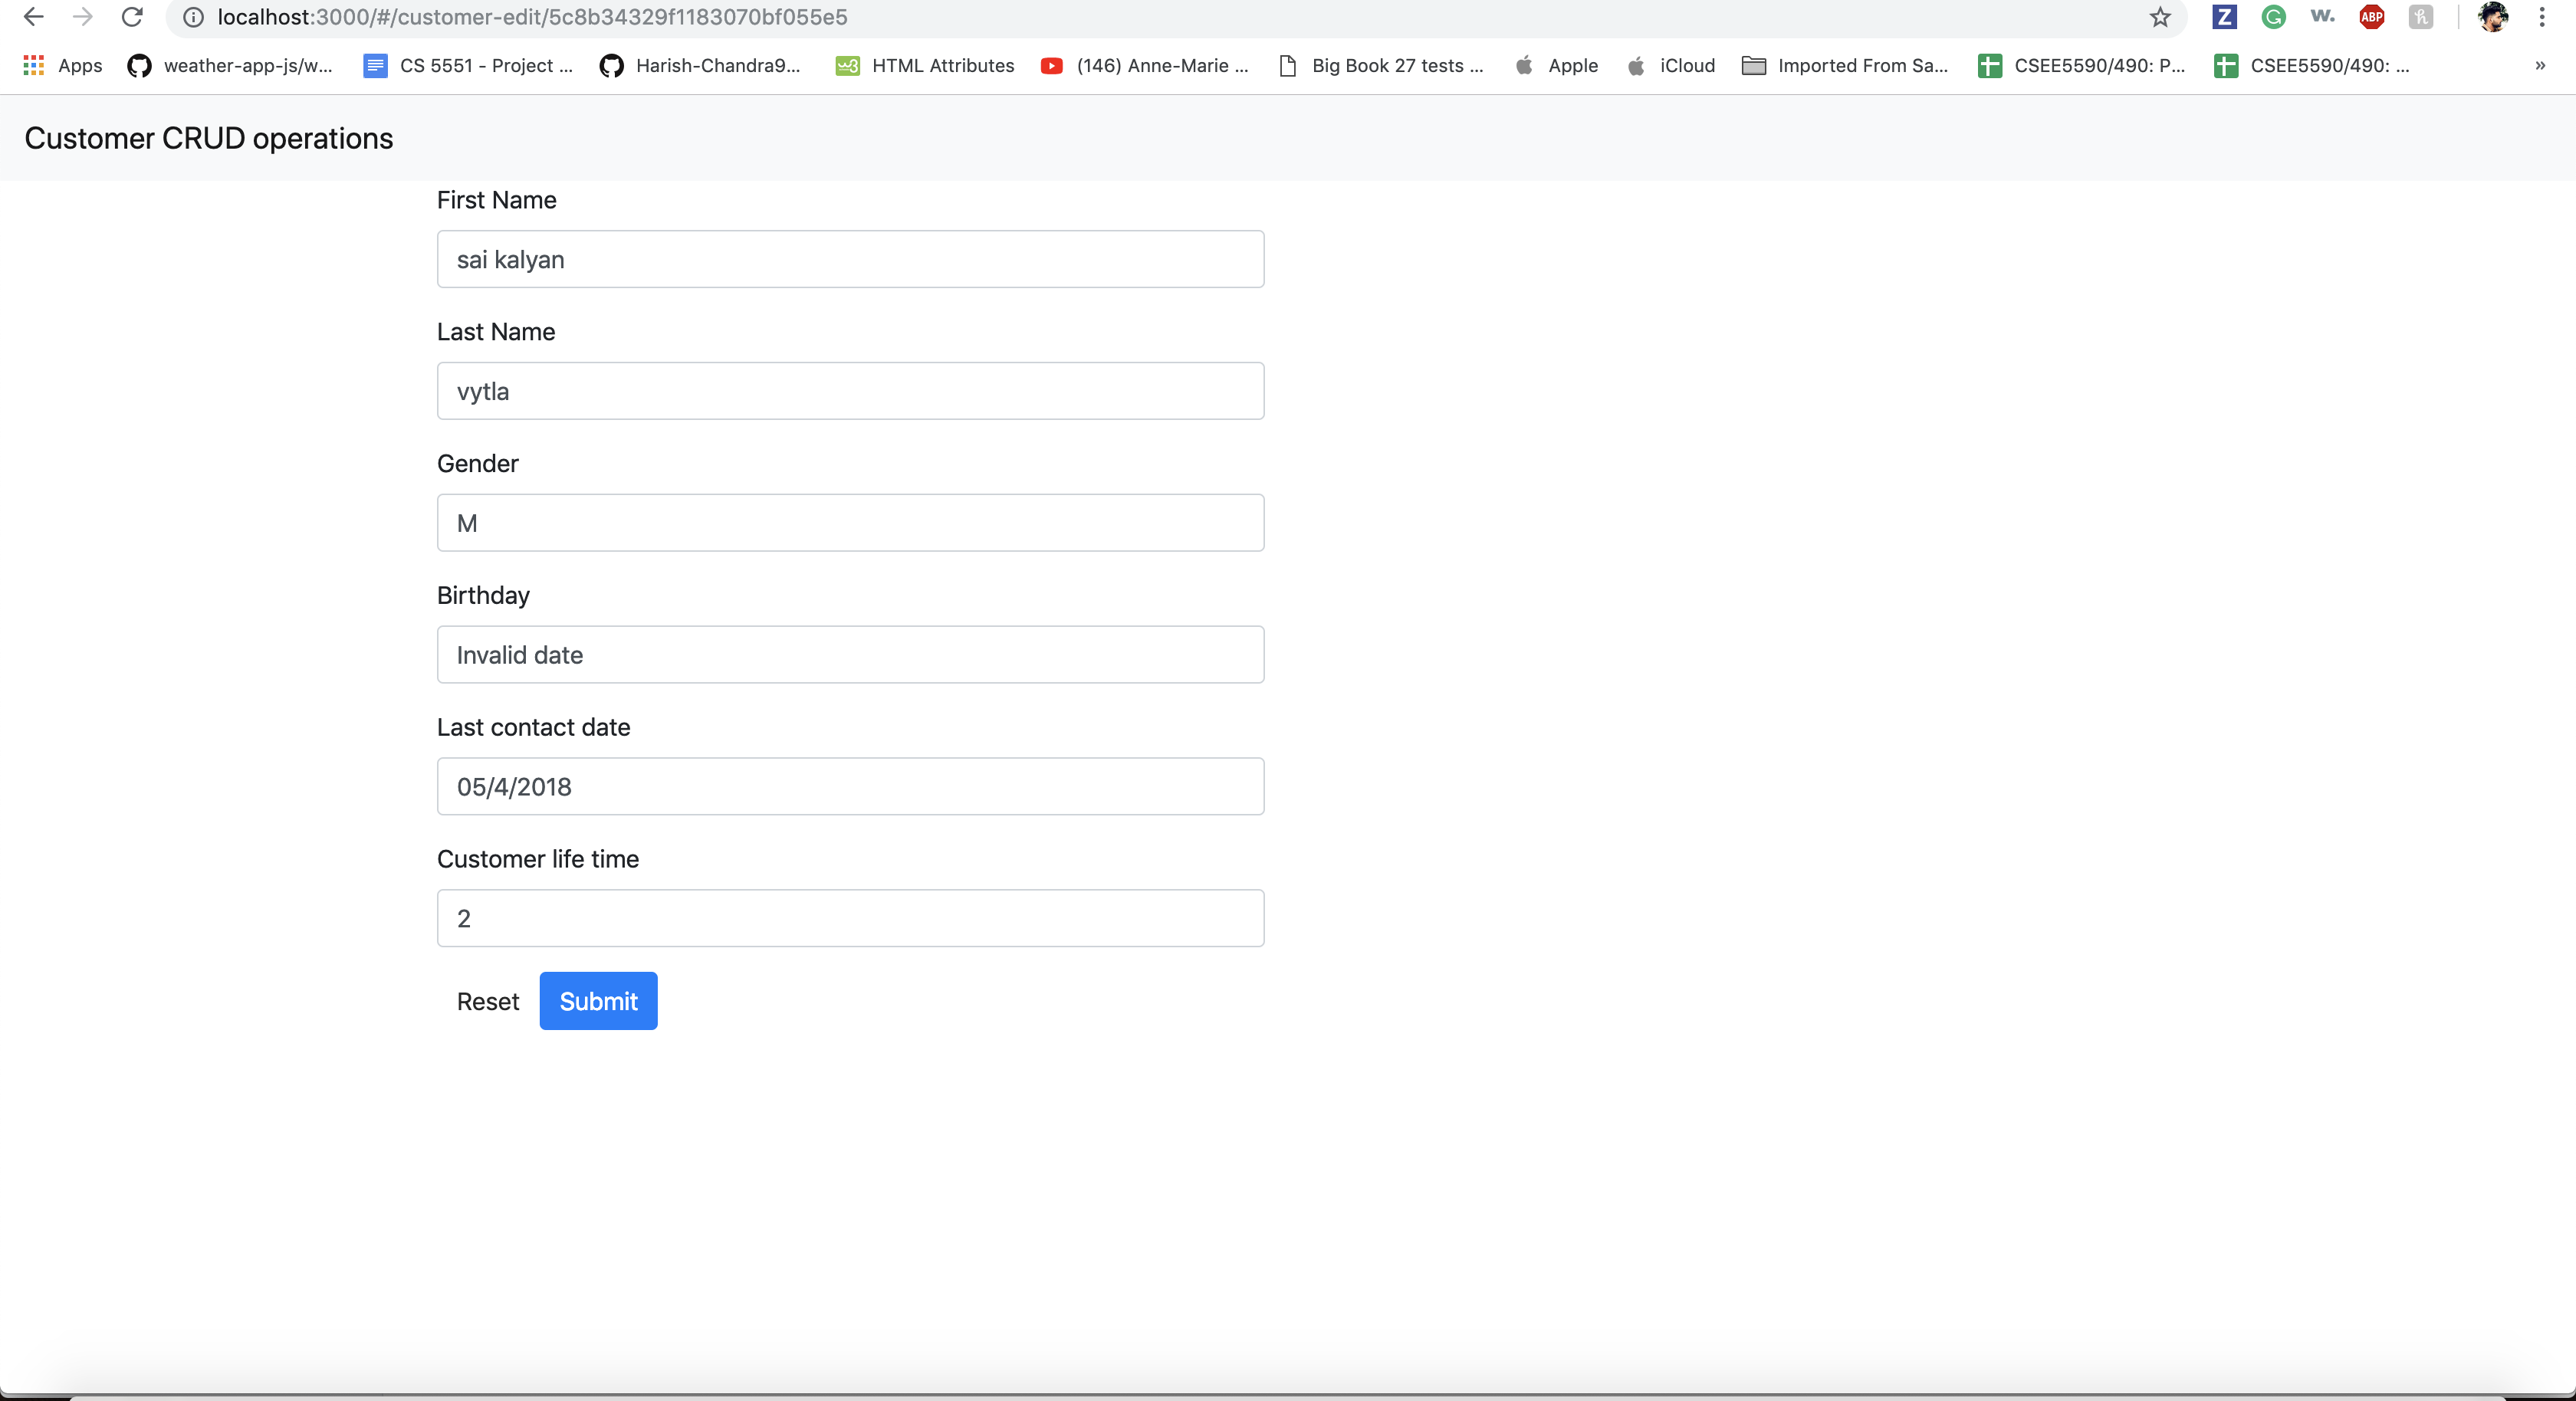 localhost:3000/#/customer-edit/5c8b34329f1183070bf055e5
Z G w. ABP h
Apps weather-app-js/w... CS 5551 - Project ... Harish-Chandra9... w3 HTML Attributes (146) Anne-Marie ... Big Book 27 tests ... Apple iCloud Imported From Sa... CSEE5590/490: P... CSEE5590/490: ... »
Customer CRUD operations
First Name
sai kalyan
Last Name
vytla
Gender
M
Birthday
Invalid date
Last contact date
05/4/2018
Customer life time
2
Reset Submit